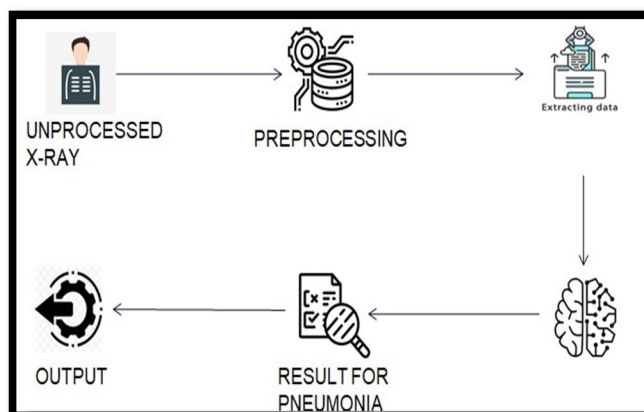 UNPROCESSED
X-RAY
PREPROCESSING
Extracting data
OUTPUT
RESULT FOR
PNEUMONIA